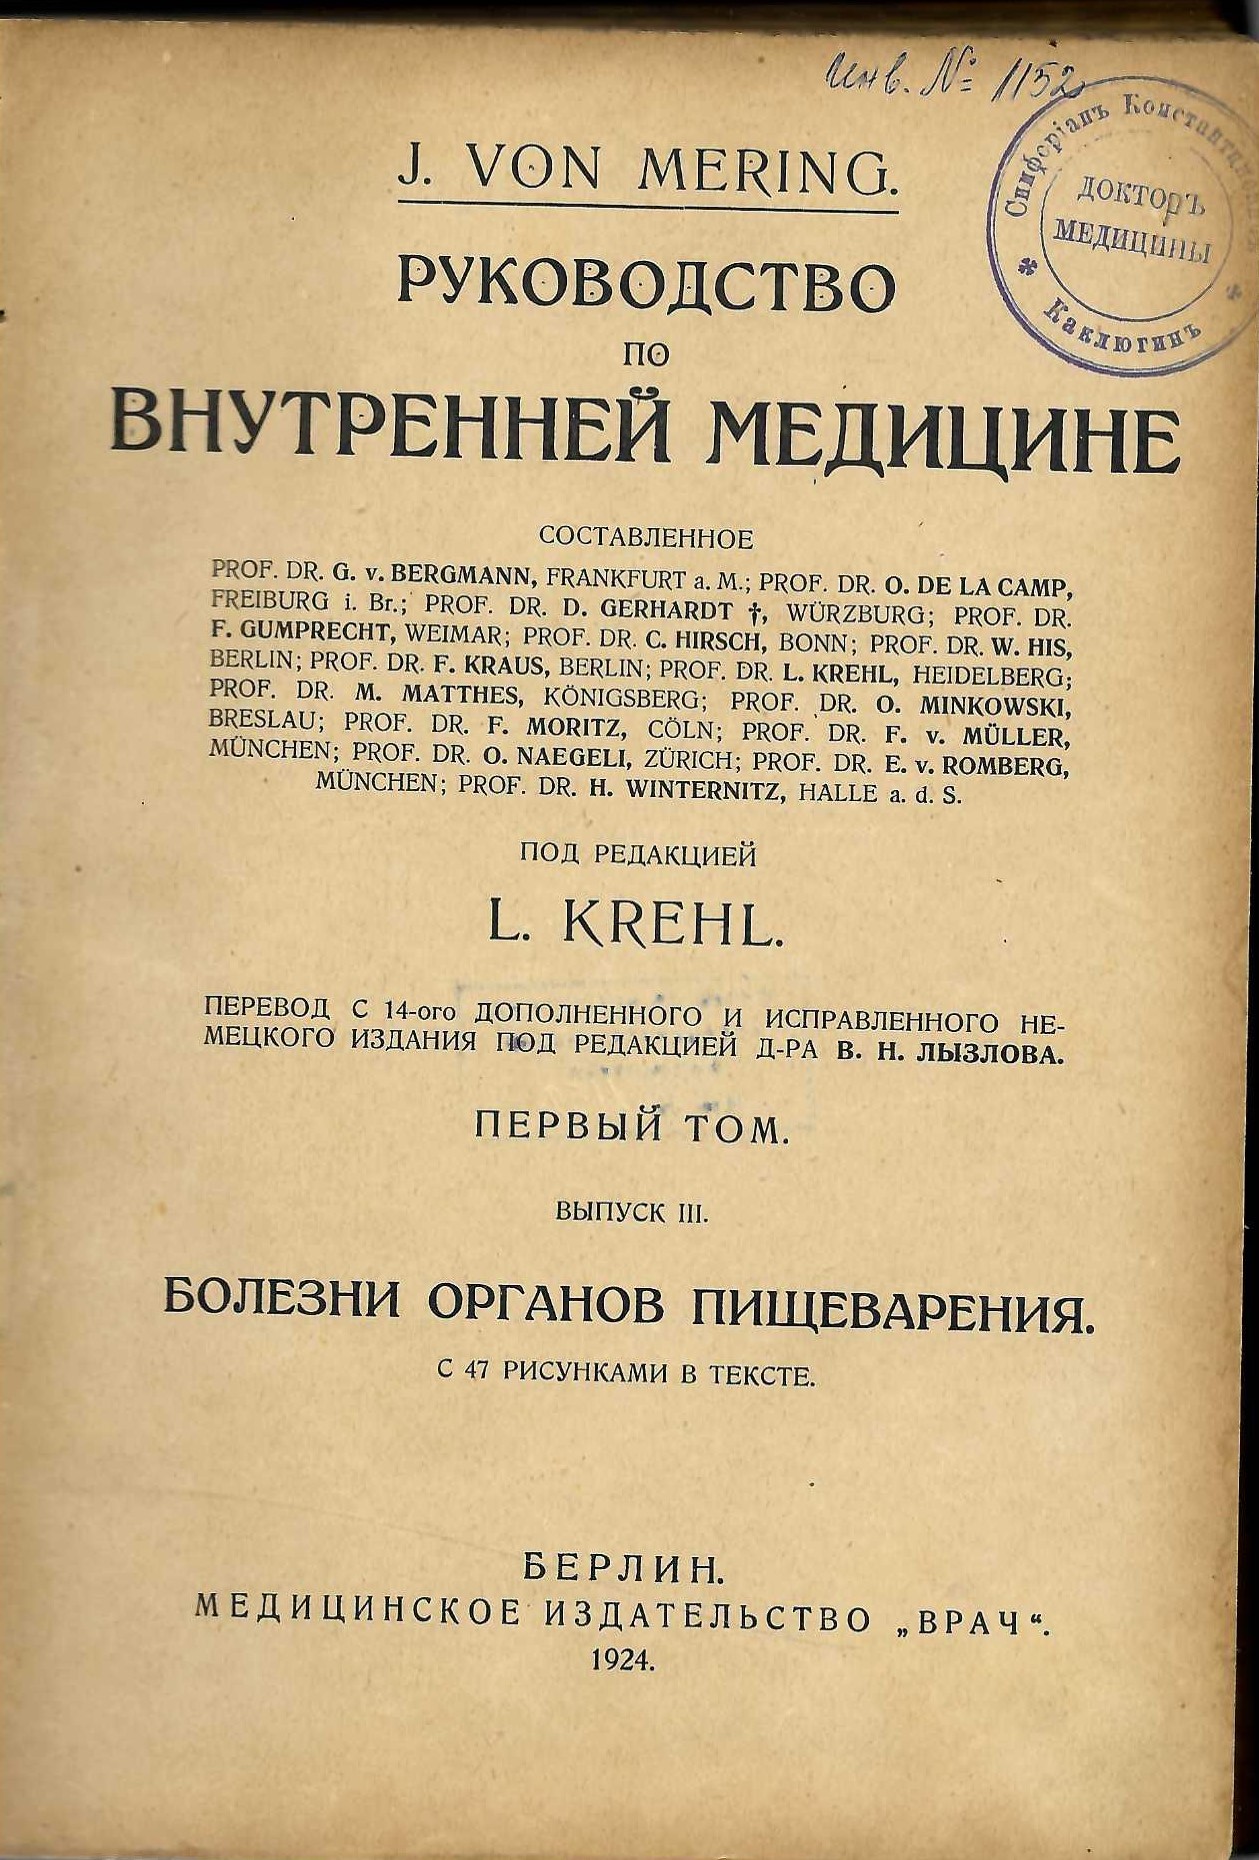 Инв. № 1152
Спиферіапъ Константинов
ДОКТОРЪ
МЕДИЦИНЫ
Каклюгинъ
J. VON MERING.
РУКОВОДСТВО
ПО
ВНУТРЕННЕЙ МЕДИЦИНЕ
СОСТАВЛЕННОЕ
PROF. DR. G. v. BERGMANN, FRANKFURT a. M.; PROF. DR. O. DE LA CAMP,
FREIBURG i. Br.; PROF. DR. D. GERHARDT †, WÜRZBURG; PROF. DR.
F. GUMPRECHT, WEIMAR; PROF. DR. C. HIRSCH, BONN; PROF. DR. W. HIS,
BERLIN; PROF. DR. F. KRAUS, BERLIN; PROF. DR. L. KREHL, HEIDELBERG;
PROF. DR. M. MATTHES, KÖNIGSBERG; PROF. DR. O. MINKOWSKI,
BRESLAU; PROF. DR. F. MORITZ, CÖLN; PROF. DR. F. v. MÜLLER,
MÜNCHEN; PROF. DR. O. NAEGELI, ZÜRICH; PROF. DR. E. v. ROMBERG,
MÜNCHEN; PROF. DR. H. WINTERNITZ, HALLE a. d. S.
ПОД РЕДАКЦИЕЙ
L. KREHL.
ПЕРЕВОД С 14-ого ДОПОЛНЕННОГО И ИСПРАВЛЕННОГО НЕ-
МЕЦКОГО ИЗДАНИЯ ПОД РЕДАКЦИЕЙ Д-РА В. Н. ЛЫЗЛОВА.
ПЕРВЫЙ ТОМ.
ВЫПУСК III.
БОЛЕЗНИ ОРГАНОВ ПИЩЕВАРЕНИЯ.
С 47 РИСУНКАМИ В ТЕКСТЕ.
БЕРЛИН.
МЕДИЦИНСКОЕ ИЗДАТЕЛЬСТВО „ВРАЧ“.
1924.